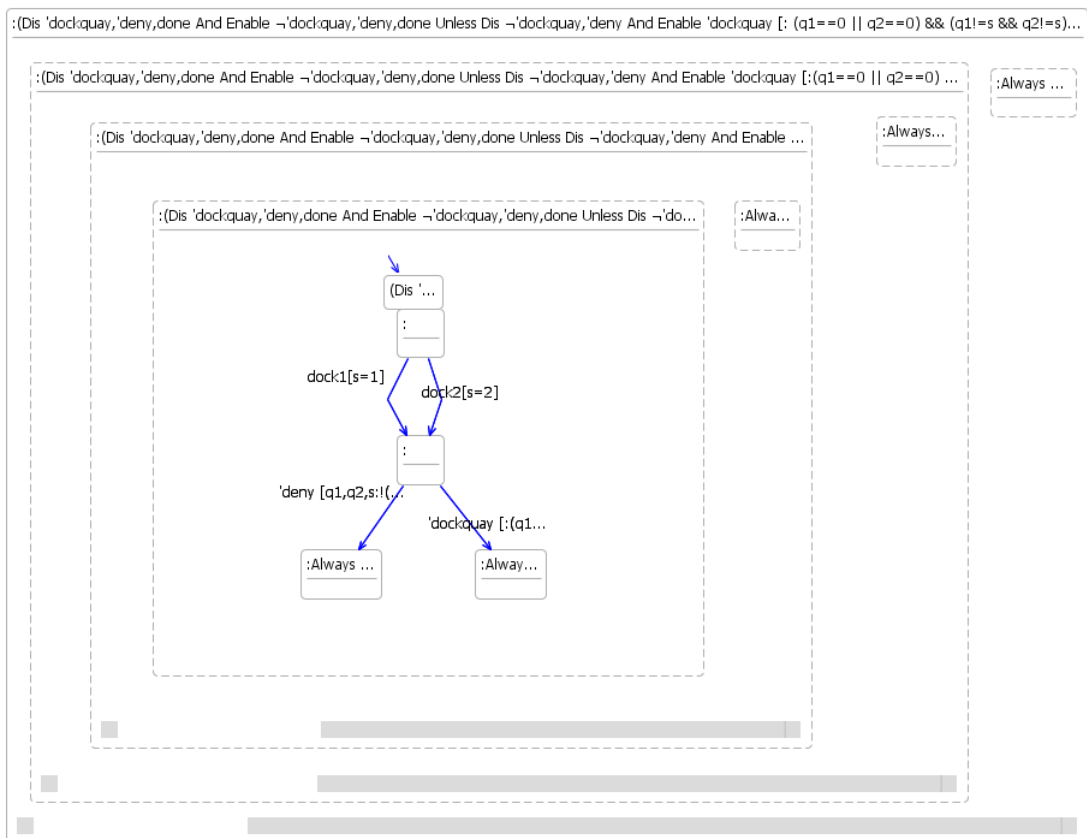 :(Dis 'dockquay,'deny,done And Enable ¬'dockquay,'deny,done Unless Dis ¬'dockquay,'deny And Enable 'dockquay [: (q1==0 || q2==0) && (q1!=s && q2!=s)...
:(Dis 'dockquay,'deny,done And Enable ¬'dockquay,'deny,done Unless Dis ¬'dockquay,'deny And Enable 'dockquay [:(q1==0 || q2==0) ...
:Always ...
:(Dis 'dockquay,'deny,done And Enable ¬'dockquay,'deny,done Unless Dis ¬'dockquay,'deny And Enable ...
:Always...
:(Dis 'dockquay,'deny,done And Enable ¬'dockquay,'deny,done Unless Dis ¬'do...
:Alwa...
(Dis '...
:
dock1[s=1]
dock2[s=2]
:
'deny [q1,q2,s:!(...
'dockquay [:(q1...
:Always ...
:Alway...